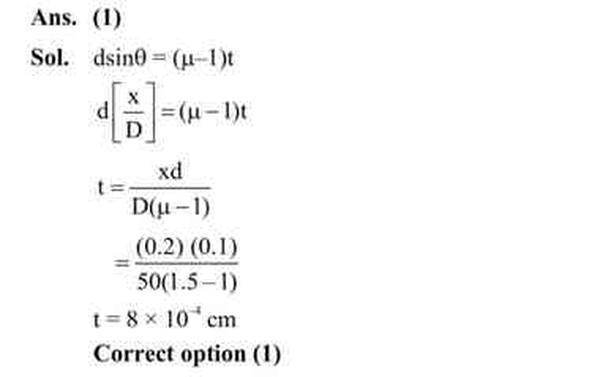 Ans. (1)
Sol. dsinθ = (μ–1)t
d[x/D] = (μ – 1)t
t = xd / D(μ – 1)
= (0.2) (0.1) / 50(1.5 – 1)
t = 8 × 10⁻⁴ cm
Correct option (1)